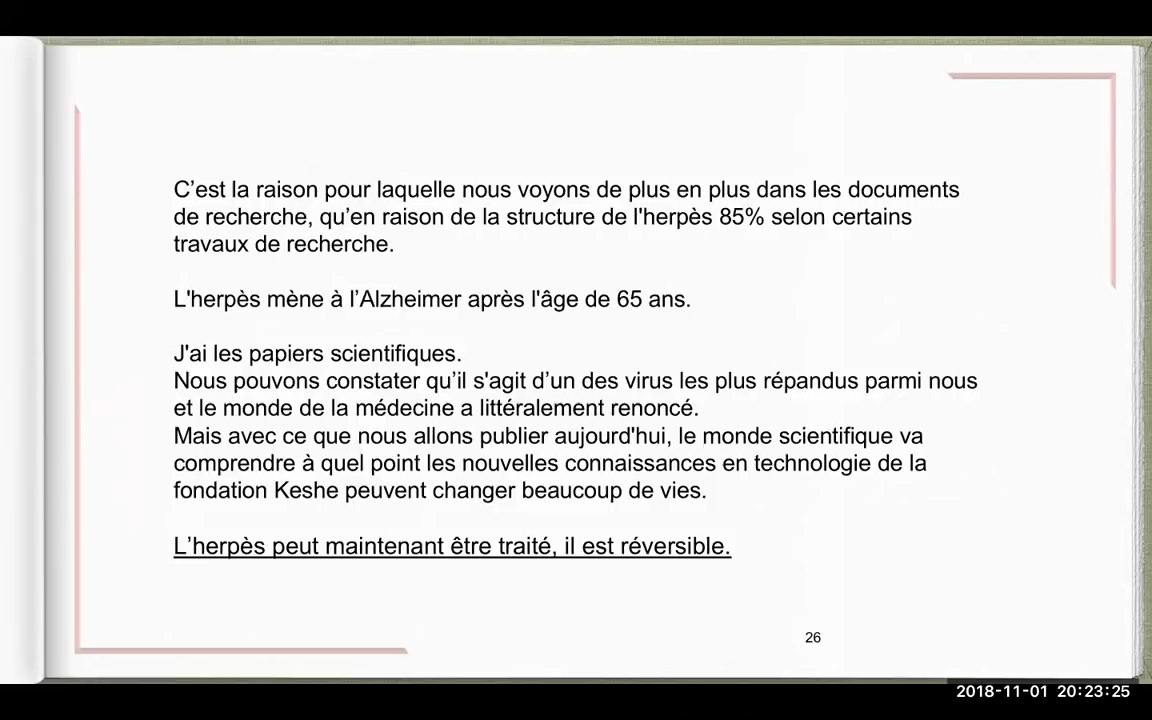 C’est la raison pour laquelle nous voyons de plus en plus dans les documents
de recherche, qu’en raison de la structure de l'herpès 85% selon certains
travaux de recherche.
L'herpès mène à l’Alzheimer après l'âge de 65 ans.
J'ai les papiers scientifiques.
Nous pouvons constater qu’il s'agit d’un des virus les plus répandus parmi nous
et le monde de la médecine a littéralement renoncé.
Mais avec ce que nous allons publier aujourd'hui, le monde scientifique va
comprendre à quel point les nouvelles connaissances en technologie de la
fondation Keshe peuvent changer beaucoup de vies.
L’herpès peut maintenant être traité, il est réversible.
26
2018-11-01 20:23:25